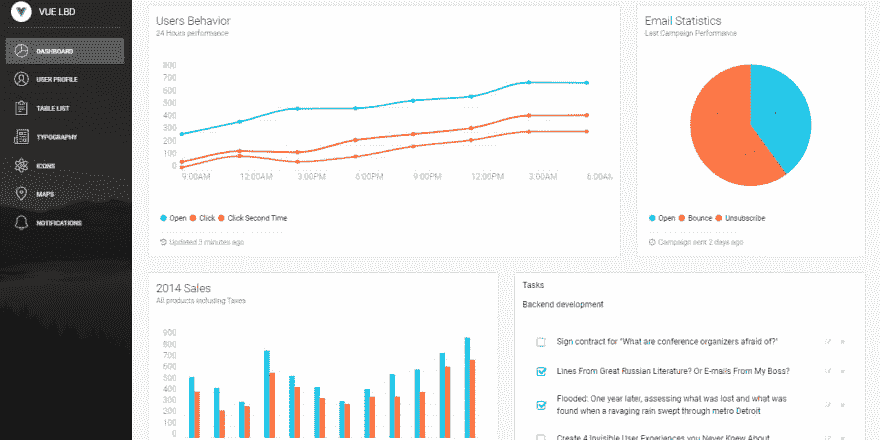 VUE LBD
DASHBOARD
USER PROFILE
TABLE LIST
TYPOGRAPHY
ICONS
MAPS
NOTIFICATIONS
Users Behavior
24 Hours performance
800
700
600
500
400
300
200
100
0
9:00AM 12:00AM 3:00PM 6:00PM 9:00PM 12:00PM 3:00AM 6:00AM
Open Click Click Second Time
Updated 3 minutes ago
Email Statistics
Last Campaign Performance
Open Bounce Unsubscribe
Campaign sent 2 days ago
2014 Sales
All products including Taxes
900
800
700
600
500
400
300
200
100
0
Tasks
Backend development
Sign contract for "What are conference organizers afraid of?"
Lines From Great Russian Literature? Or E-mails From My Boss?
Flooded: One year later, assessing what was lost and what was
found when a ravaging rain swept through metro Detroit
Create 4 Invisible User Experiences you Never Knew About